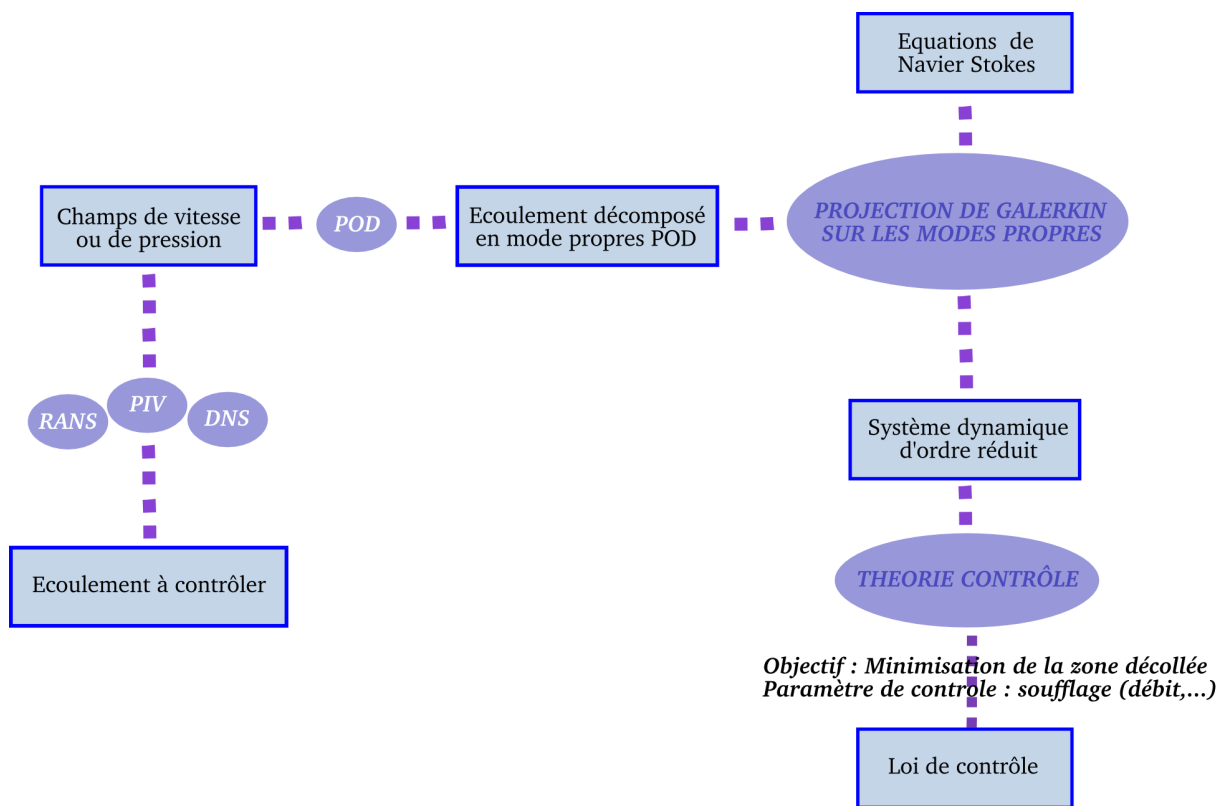 Equations de
Navier Stokes
Champs de vitesse
ou de pression
POD
Ecoulement décomposé
en mode propres POD
PROJECTION DE GALERKIN
SUR LES MODES PROPRES
RANS
PIV
DNS
Système dynamique
d'ordre réduit
Ecoulement à contrôler
THEORIE CONTRÔLE
Objectif : Minimisation de la zone décollée
Paramètre de controle : soufflage (débit,...)
Loi de contrôle